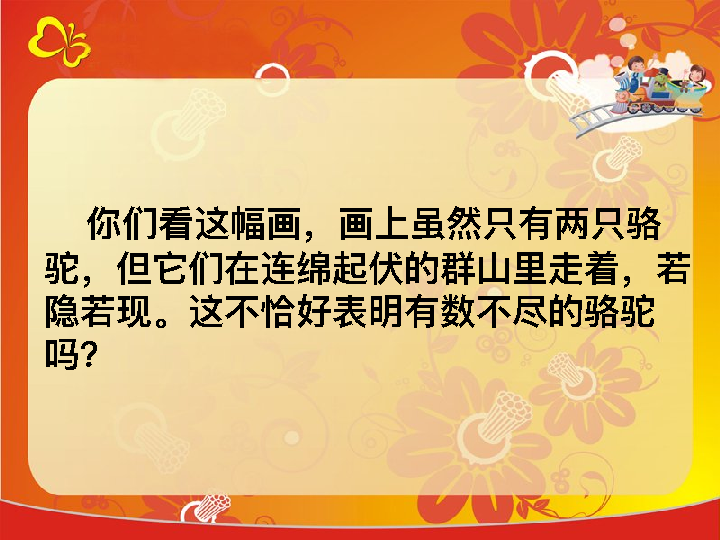 你们看这幅画，画上虽然只有两只骆
驼，但它们在连绵起伏的群山里走着，若
隐若现。这不恰好表明有数不尽的骆驼
吗？